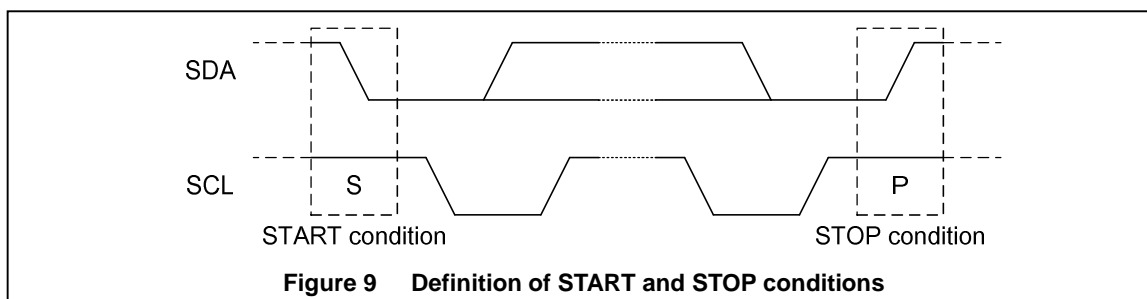 SDA
SCL
S
P
START condition
STOP condition
Figure 9 Definition of START and STOP conditions